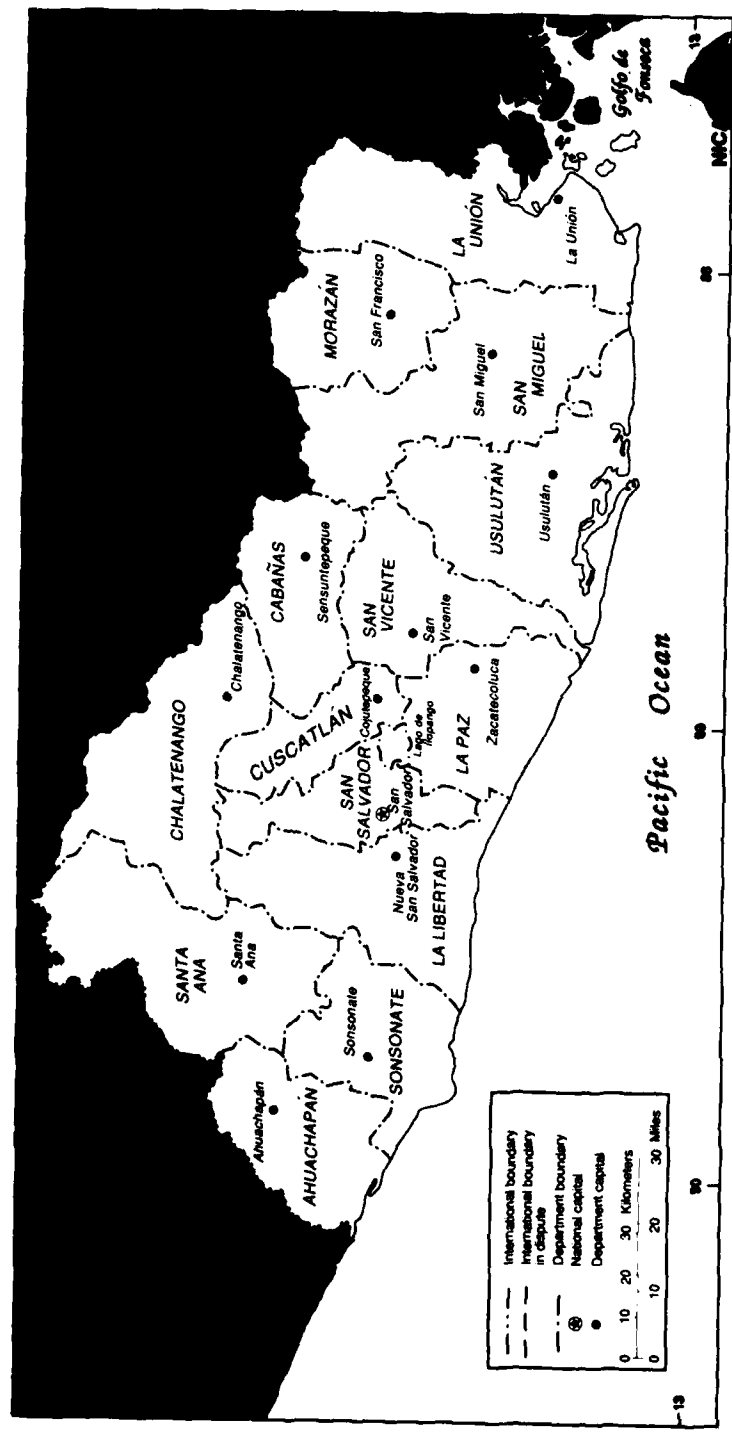 CHALATENANGO
Chalatenango
SANTA
ANA
Santa
Ana
CABAÑAS
Sensuntepeque
MORAZÁN
San Francisco
Ahuachapán
AHUACHAPÁN
CUSCATLÁN
Cojutepeque
SAN
SALVADOR
San
Salvador
Lago de
Ilopango
SAN
VICENTE
San
Vicente
Sonsonate
SONSONATE
Nueva
San Salvador
LA LIBERTAD
LA PAZ
Zacatecoluca
LA
UNIÓN
La Unión
San Miguel
SAN
MIGUEL
USULUTÁN
Usulután
Golfo de
Fonseca
NIC
Pacific Ocean
International boundary
International boundary
in dispute
Department boundary
National capital
Department capital
0 10 20 30 Kilometers
0 10 20 30 Miles
13
13
90
88